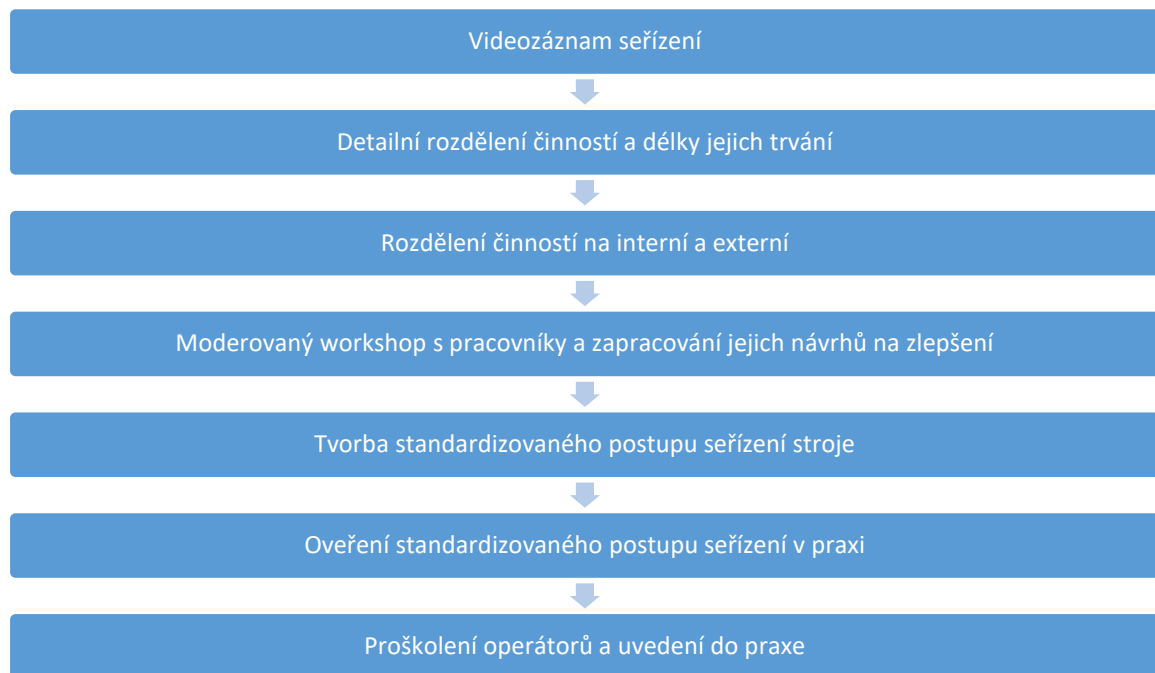 Videozáznam seřízení
Detailní rozdělení činností a délky jejich trvání
Rozdělení činností na interní a externí
Moderovaný workshop s pracovníky a zapracování jejich návrhů na zlepšení
Tvorba standardizovaného postupu seřízení stroje
Oveření standardizovaného postupu seřízení v praxi
Proškolení operátorů a uvedení do praxe